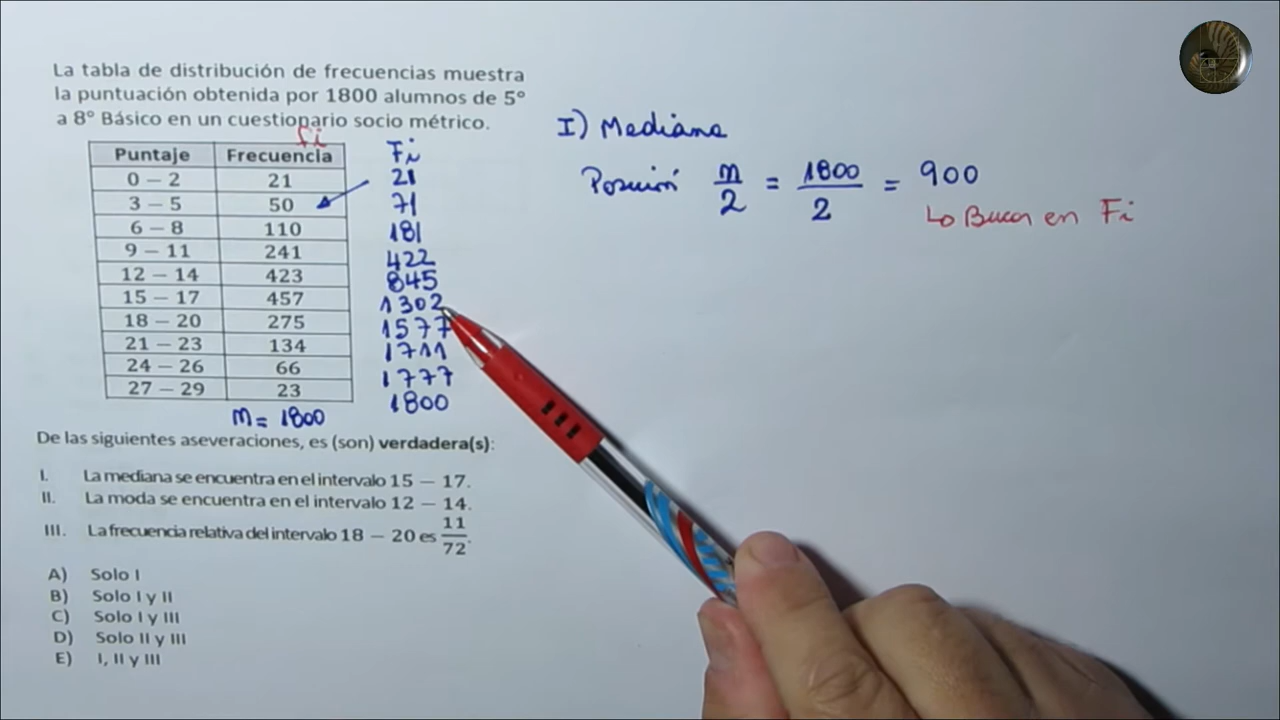 La tabla de distribución de frecuencias muestra
la puntuación obtenida por 1800 alumnos de 5°
a 8° Básico en un cuestionario socio métrico.
fi
Puntaje Frecuencia Fi
0 – 2 21 21
3 – 5 50 71
6 – 8 110 181
9 – 11 241 422
12 – 14 423 845
15 – 17 457 1302
18 – 20 275 1577
21 – 23 134 1711
24 – 26 66 1777
27 – 29 23 1800
m = 1800
De las siguientes aseveraciones, es (son) verdadera(s):
I. La mediana se encuentra en el intervalo 15 – 17.
II. La moda se encuentra en el intervalo 12 – 14.
III. La frecuencia relativa del intervalo 18 – 20 es 11/72.
A) Solo I
B) Solo I y II
C) Solo I y III
D) Solo II y III
E) I, II y III
I) Mediana
Posición m/2 = 1800/2 = 900
Lo Buscar en Fi